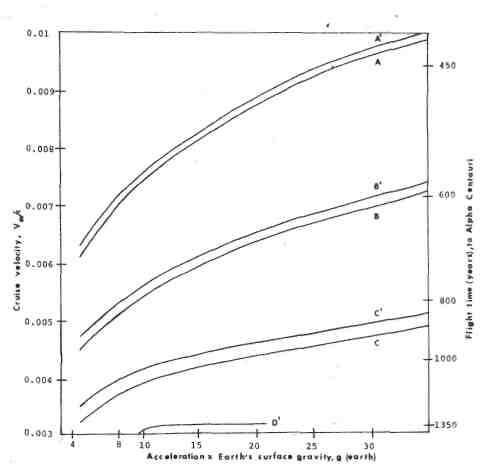 0.01
0.009
0.008
0.007
0.006
0.005
0.004
0.003
Cruise velocity, V∞/c
A'
A
B'
B
C'
C
D'
450
600
800
1000
1350
Flight time (years), to Alpha Centauri
4 8 10 15 20 25 30
Acceleration x Earth's surface gravity, g (earth)